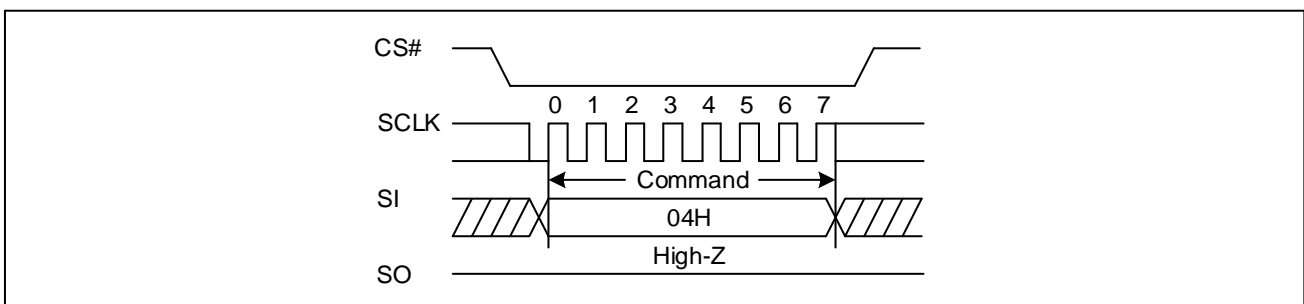 CS#
0 1 2 3 4 5 6 7
SCLK
Command
SI
04H
High-Z
SO